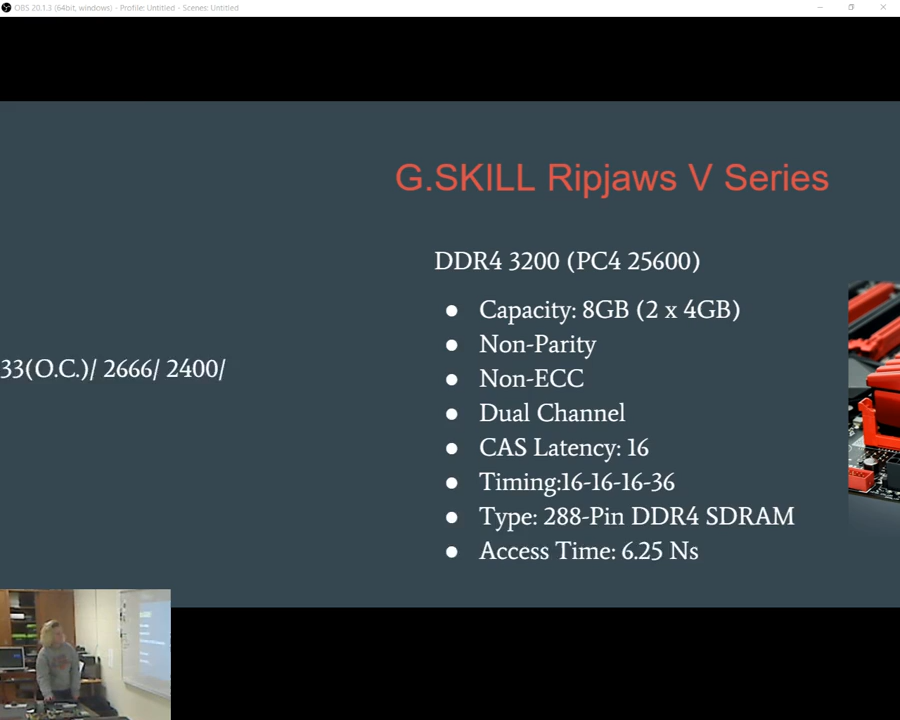 OBS 20.1.3 (64bit, windows) - Profile: Untitled - Scenes: Untitled
G.SKILL Ripjaws V Series
DDR4 3200 (PC4 25600)
● Capacity: 8GB (2 x 4GB)
● Non-Parity
● Non-ECC
● Dual Channel
● CAS Latency: 16
● Timing:16-16-16-36
● Type: 288-Pin DDR4 SDRAM
● Access Time: 6.25 Ns
33(O.C.)/ 2666/ 2400/